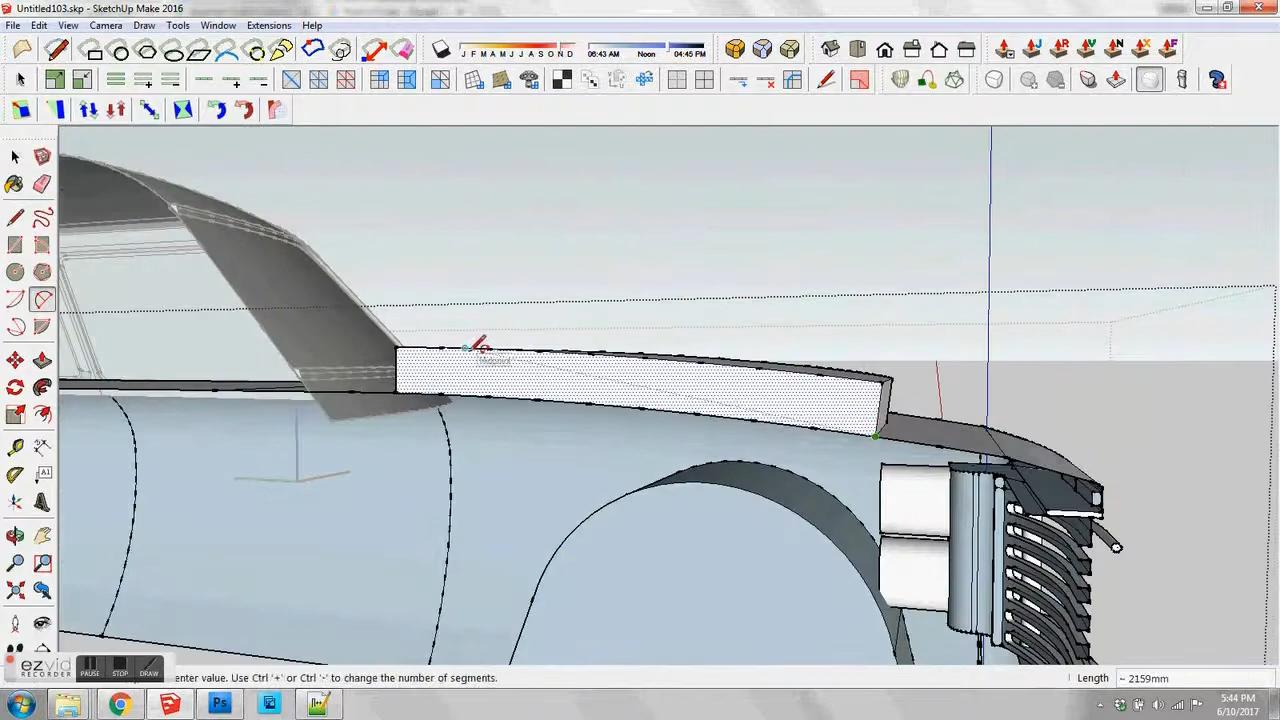 Untitled103.skp - SketchUp Make 2016
File Edit View Camera Draw Tools Window Extensions Help
J F M A M J J A S O N D
06:43 AM Noon 04:45 PM
J R V N X F
A1
ezvid
RECORDER
PAUSE STOP DRAW
enter value. Use Ctrl '+' or Ctrl '-' to change the number of segments.
Length ~ 2159mm
Ps
5:44 PM
6/10/2017